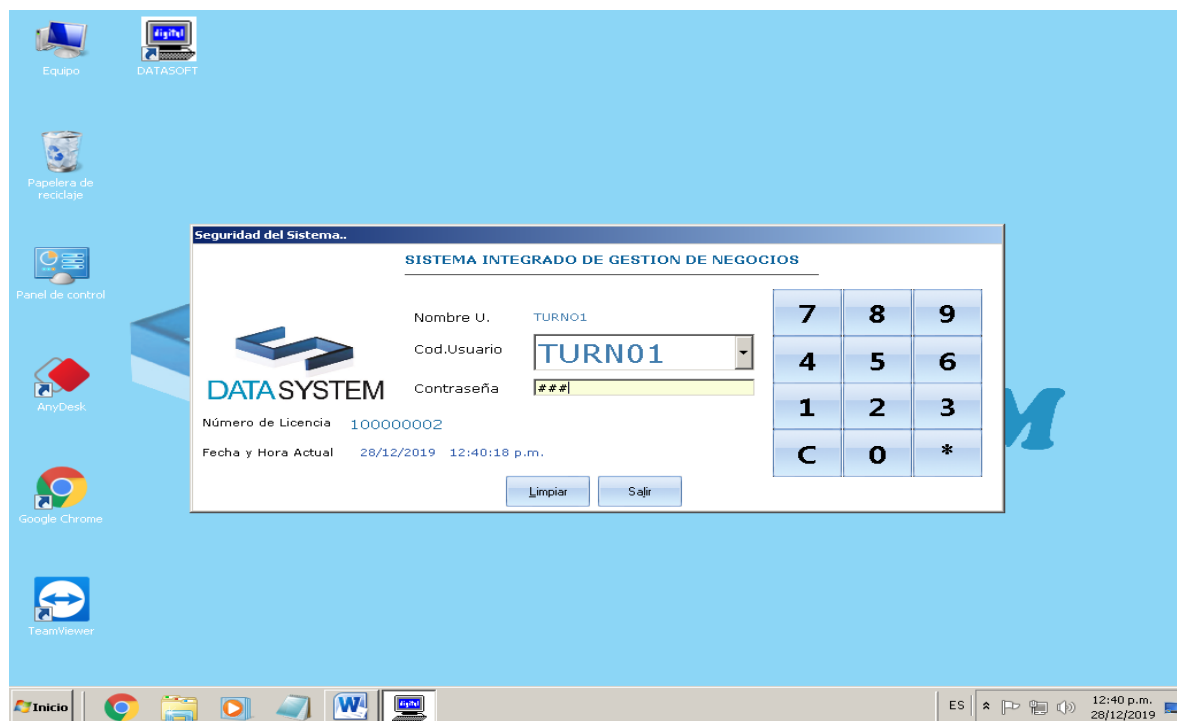 digital
Equipo
DATASOFT
Papelera de
reciclaje
Panel de control
AnyDesk
Google Chrome
TeamViewer
Seguridad del Sistema..
SISTEMA INTEGRADO DE GESTION DE NEGOCIOS
Nombre U. TURNO1
Cod.Usuario TURN01
Contraseña ###
DATASYSTEM
Número de Licencia 100000002
Fecha y Hora Actual 28/12/2019 12:40:18 p.m.
7 8 9
4 5 6
1 2 3
C 0 *
Limpiar Salir
M
Inicio
W
digital
ES 12:40 p.m.
28/12/2019